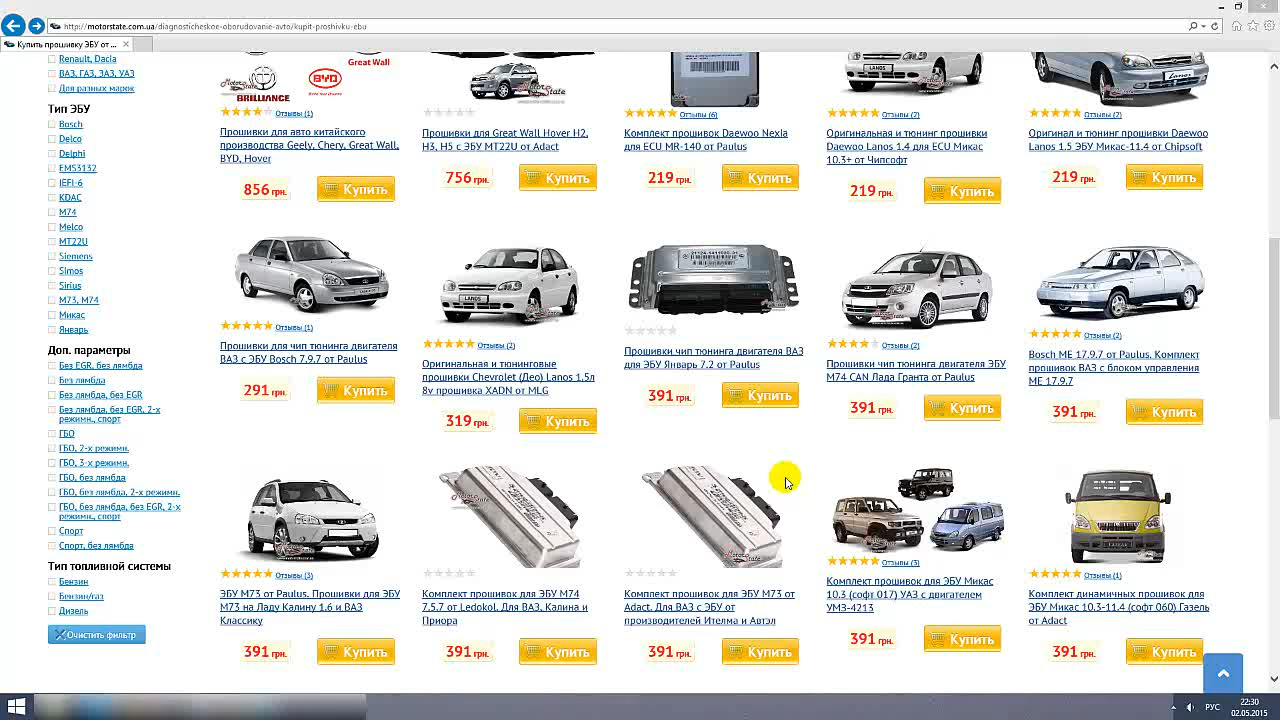 http://motorstate.com.ua/diagnosticheskoe-oborudovanie-avto/kupit-proshivku-ebu
Купить прошивку ЭБУ от ...
Renault, Dacia
ВАЗ, ГАЗ, ЗАЗ, УАЗ
Для разных марок
Тип ЭБУ
Bosch
Delco
Delphi
EMS3132
IEFI-6
KDAC
M74
Melco
MT22U
Siemens
Simos
Sirius
М73, М74
Микас
Январь
Доп. параметры
Без EGR, без лямбда
Без лямбда
Без лямбда, без EGR
Без лямбда, без EGR, 2-х
режимн., спорт
ГБО
ГБО, 2-х режимн.
ГБО, 3-х режимн.
ГБО, без лямбда
ГБО, без лямбда, 2-х режимн.
ГБО, без лямбда, без EGR, 2-х
режимн., спорт
Спорт
Спорт, без лямбда
Тип топливной системы
Бензин
Бензин/газ
Дизель
Очистить фильтр
Great Wall
BRILLIANCE
BYD
Отзывы (1)
Прошивки для авто китайского
производства Geely, Chery, Great Wall,
BYD, Hover
856 грн.
Купить
Прошивки для Great Wall Hover H2,
H3, H5 с ЭБУ MT22U от Adact
756 грн.
Купить
Отзывы (6)
Комплект прошивок Daewoo Nexia
для ECU MR-140 от Paulu
219 грн.
Купить
Отзывы (2)
Оригинальная и тюнинг прошивки
Daewoo Lanos 1.4 для ECU Микас
10.3+ от Чипсофт
219 грн.
Купить
Отзывы (2)
Оригинал и тюнинг прошивки Daewoo
Lanos 1.5 ЭБУ Микас-11.4 от Chipsoft
219 грн.
Купить
Отзывы (1)
Прошивки для чип тюнинга двигателя
ВАЗ с ЭБУ Bosch 7.9.7 от Paulus
291 грн.
Купить
LANOS
Отзывы (2)
Оригинальная и тюнинговые
прошивки Chevrolet (Део) Lanos 1,5л
8v прошивка XADN от MLG
319 грн.
Купить
Прошивки чип тюнинга двигателя ВАЗ
для ЭБУ Январь 7.2 от Paulus
391 грн.
Купить
Отзывы (2)
Прошивки чип тюнинга двигателя ЭБУ
М74 CAN Лада Гранта от Paulus
391 грн.
Купить
Отзывы (2)
Bosch ME 17.9.7 от Paulus. Комплект
прошивок ВАЗ с блоком управления
ME 17.9.7
391 грн.
Купить
Отзывы (3)
ЭБУ М73 от Paulus. Прошивки для ЭБУ
М73 на Ладу Калину 1.6 и ВАЗ
Классику
391 грн.
Купить
Комплект прошивок для ЭБУ М74
7.5.7 от Ledokol. Для ВАЗ, Калина и
Приора
391 грн.
Купить
Комплект прошивок для ЭБУ М73 от
Adact. Для ВАЗ с ЭБУ от
производителей Ителма и Автэл
391 грн.
Купить
Отзывы (3)
Комплект прошивок для ЭБУ Микас
10.3 (софт 017) УАЗ с двигателем
УМЗ-4213
391 грн.
Купить
Отзывы (1)
Комплект динамичных прошивок для
ЭБУ Микас 10.3-11.4 (софт 060) Газель
от Adact
391 грн.
Купить
РУС
22:30
02.05.2015